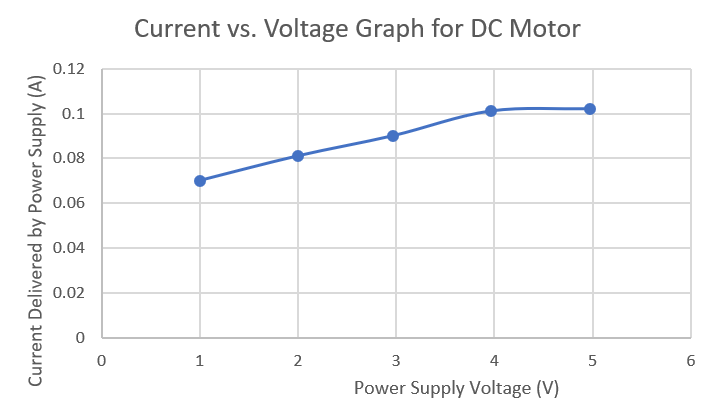 Current vs. Voltage Graph for DC Motor
Current Delivered by Power Supply (A)
0.12
0.1
0.08
0.06
0.04
0.02
0
0 1 2 3 4 5 6
Power Supply Voltage (V)